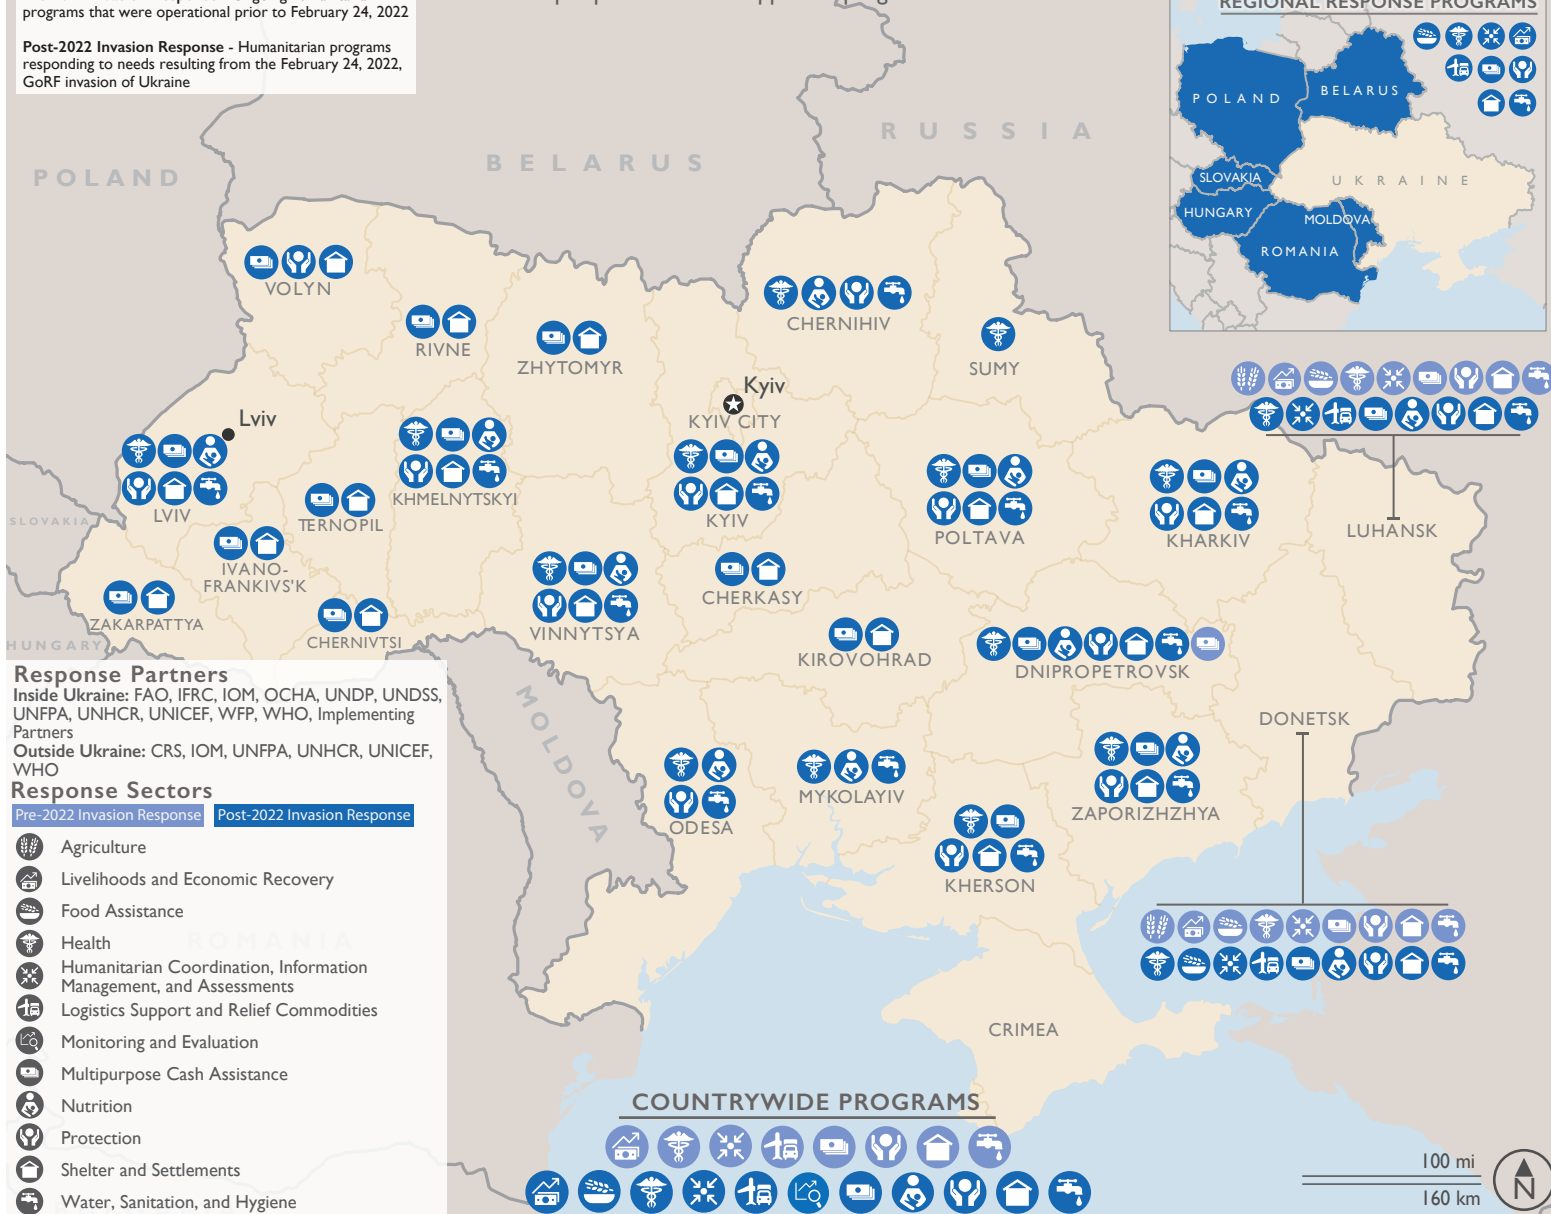 programs that were operational prior to February 24, 2022
Post-2022 Invasion Response - Humanitarian programs
responding to needs resulting from the February 24, 2022,
GoRF invasion of Ukraine
REGIONAL RESPONSE PROGRAMS
POLAND
BELARUS
SLOVAKIA
UKRAINE
HUNGARY
MOLDOVA
ROMANIA
RUSSIA
BELARUS
POLAND
VOLYN
RIVNE
ZHYTOMYR
CHERNIHIV
SUMY
Kyiv
KYIV CITY
Lviv
LVIV
TERNOPIL
KHMELNYTSKYI
KYIV
POLTAVA
KHARKIV
LUHANSK
SLOVAKIA
IVANO-
FRANKIVS'K
ZAKARPATTYA
CHERNIVTSI
VINNYTSYA
CHERKASY
KIROVOHRAD
DNIPROPETROVSK
HUNGARY
DONETSK
MOLDOVA
ODESA
MYKOLAYIV
ZAPORIZHZHYA
KHERSON
CRIMEA
Response Partners
Inside Ukraine: FAO, IFRC, IOM, OCHA, UNDP, UNDSS,
UNFPA, UNHCR, UNICEF, WFP, WHO, Implementing
Partners
Outside Ukraine: CRS, IOM, UNFPA, UNHCR, UNICEF,
WHO
Response Sectors
Pre-2022 Invasion Response Post-2022 Invasion Response
Agriculture
Livelihoods and Economic Recovery
Food Assistance
Health
ROMANIA
Humanitarian Coordination, Information
Management, and Assessments
Logistics Support and Relief Commodities
Monitoring and Evaluation
Multipurpose Cash Assistance
Nutrition
Protection
Shelter and Settlements
Water, Sanitation, and Hygiene
COUNTRYWIDE PROGRAMS
100 mi
160 km
N